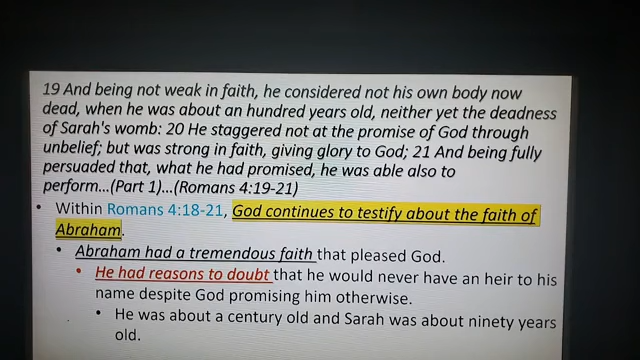 19 And being not weak in faith, he considered not his own body now
dead, when he was about an hundred years old, neither yet the deadness
of Sarah's womb: 20 He staggered not at the promise of God through
unbelief; but was strong in faith, giving glory to God; 21 And being fully
persuaded that, what he had promised, he was able also to
perform...(Part 1)...(Romans 4:19-21)
• Within Romans 4:18-21, God continues to testify about the faith of
Abraham.
• Abraham had a tremendous faith that pleased God.
• He had reasons to doubt that he would never have an heir to his
name despite God promising him otherwise.
• He was about a century old and Sarah was about ninety years
old.